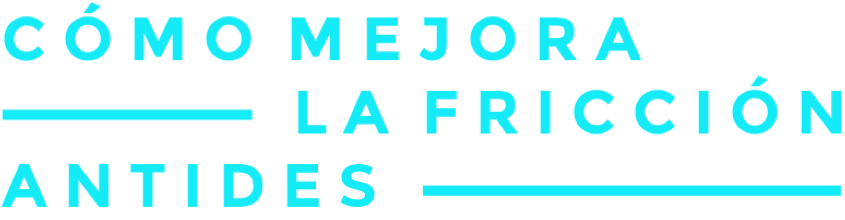 CÓMO MEJORA
LA FRICCIÓN
ANTIDES